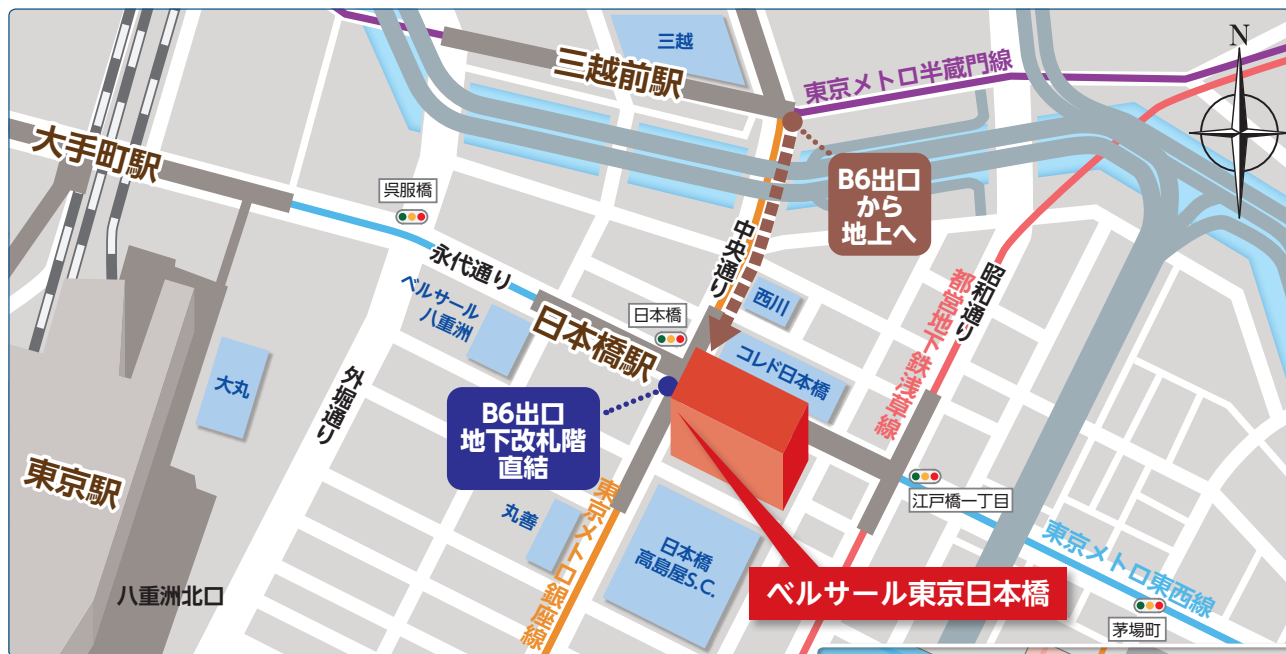 三越
N
三越前駅
東京メトロ半蔵門線
大手町駅
呉服橋
B6出口
から
地上へ
永代通り
中央通り
昭和通り
都営地下鉄浅草線
ベルサール
八重洲
日本橋駅
日本橋
西川
コレド日本橋
大丸
外堀通り
B6出口
地下改札階
直結
東京駅
丸善
東京メトロ銀座線
日本橋
高島屋S.C.
江戸橋一丁目
東京メトロ東西線
ベルサール東京日本橋
八重洲北口
茅場町